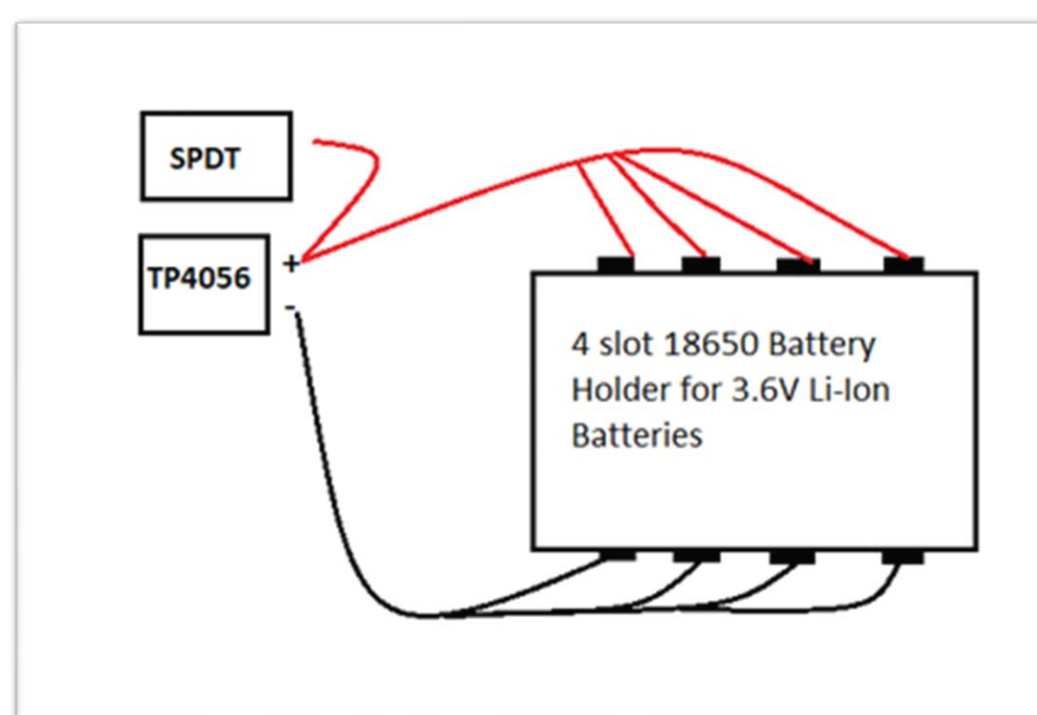 SPDT
TP4056
+
-
4 slot 18650 Battery
Holder for 3.6V Li-Ion
Batteries